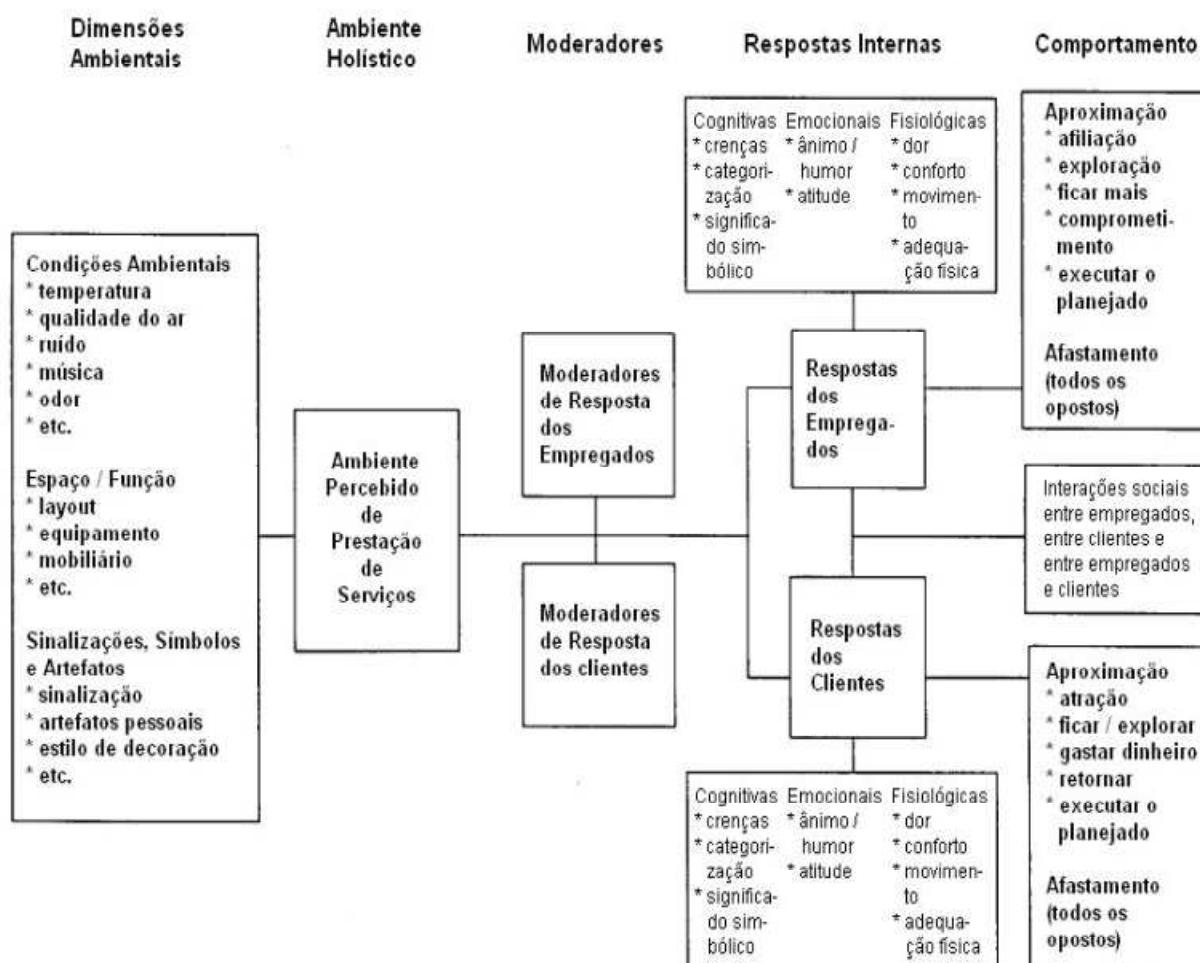 Dimensões
Ambientais
Ambiente
Holístico
Moderadores
Respostas Internas
Comportamento
Condições Ambientais
* temperatura
* qualidade do ar
* ruído
* música
* odor
* etc.
Espaço / Função
* layout
* equipamento
* mobiliário
* etc.
Sinalizações, Símbolos
e Artefatos
* sinalização
* artefatos pessoais
* estilo de decoração
* etc.
Ambiente
Percebido
de
Prestação
de
Serviços
Moderadores
de Resposta
dos
Empregados
Moderadores
de Resposta
dos clientes
Cognitivas
* crenças
* categori-
zação
* significa-
do sim-
bólico
Emocionais
* ânimo /
humor
* atitude
Fisiológicas
* dor
* conforto
* movimen-
to
* adequa-
ção física
Respostas
dos
Emprega-
dos
Respostas
dos
Clientes
Cognitivas
* crenças
* categori-
zação
* significa-
do sim-
bólico
Emocionais
* ânimo /
humor
* atitude
Fisiológicas
* dor
* conforto
* movimen-
to
* adequa-
ção física
Aproximação
* afiliação
* exploração
* ficar mais
* comprometi-
mento
* executar o
planejado
Afastamento
(todos os
opostos)
Interações sociais
entre empregados,
entre clientes e
entre empregados
e clientes
Aproximação
* atração
* ficar / explorar
* gastar dinheiro
* retornar
* executar o
planejado
Afastamento
(todos os
opostos)